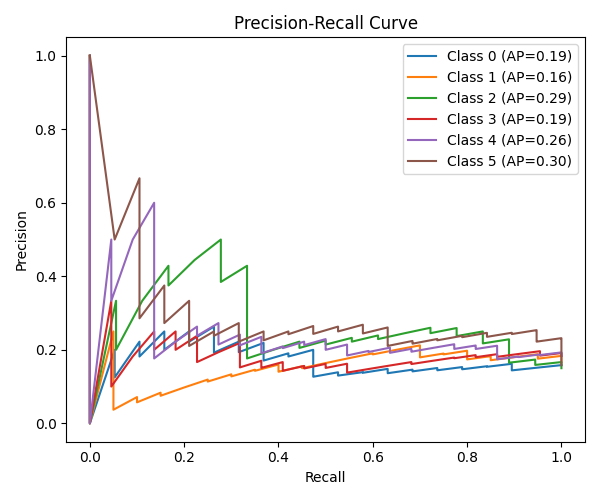 Precision-Recall Curve
Class 0 (AP=0.19)
Class 1 (AP=0.16)
Class 2 (AP=0.29)
Class 3 (AP=0.19)
Class 4 (AP=0.26)
Class 5 (AP=0.30)
Precision
1.0
0.8
0.6
0.4
0.2
0.0
0.0 0.2 0.4 0.6 0.8 1.0
Recall